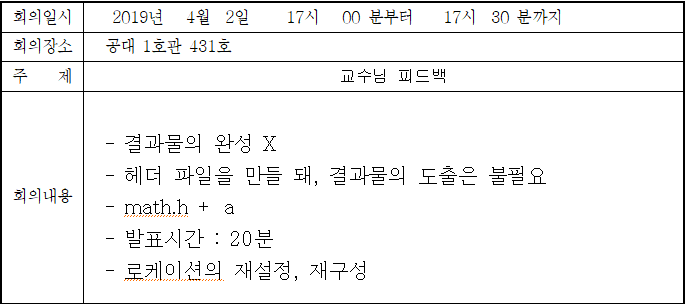 회의일시 2019년 4월 2일 17시 00 분부터 17시 30 분까지
회의장소 공대 1호관 431호
주 제 교수님 피드백
회의내용
- 결과물의 완성 X
- 헤더 파일을 만들 돼, 결과물의 도출은 불필요
- math.h + a
- 발표시간 : 20분
- 로케이션의 재설정, 재구성